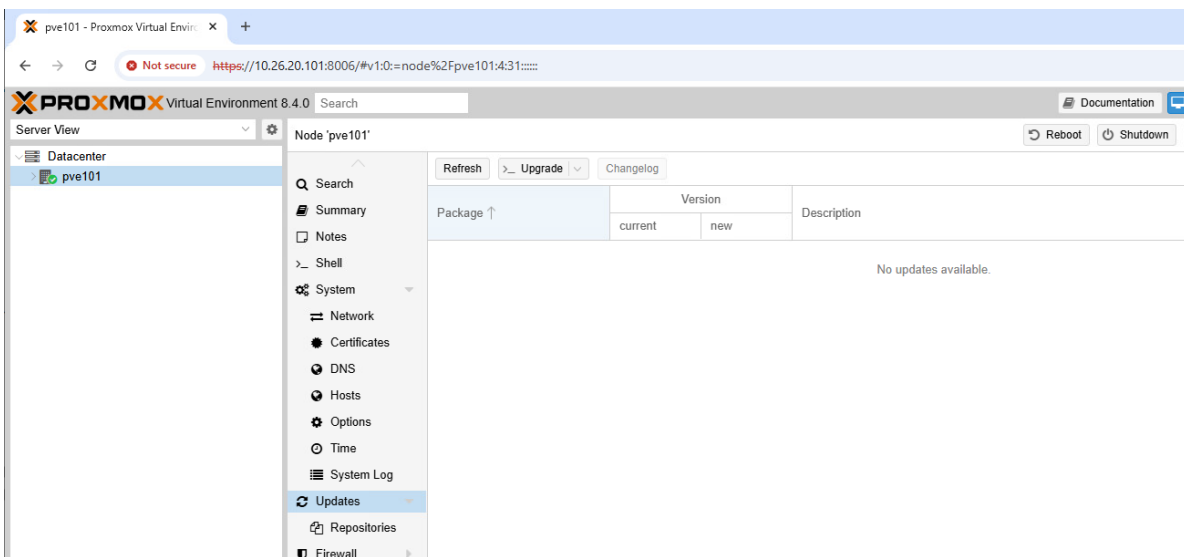 pve101 - Proxmox Virtual Enviro
Not secure https://10.26.20.101:8006/#v1:0:=node%2Fpve101:4:31::::::
PROXMOX Virtual Environment 8.4.0 Search
Documentation
Server View
Node 'pve101'
Reboot
Shutdown
Datacenter
pve101
Search
Summary
Notes
>_ Shell
System
Network
Certificates
DNS
Hosts
Options
Time
System Log
Updates
Repositories
Firewall
Refresh
>_ Upgrade
Changelog
Package ↑
Version
current
new
Description
No updates available.